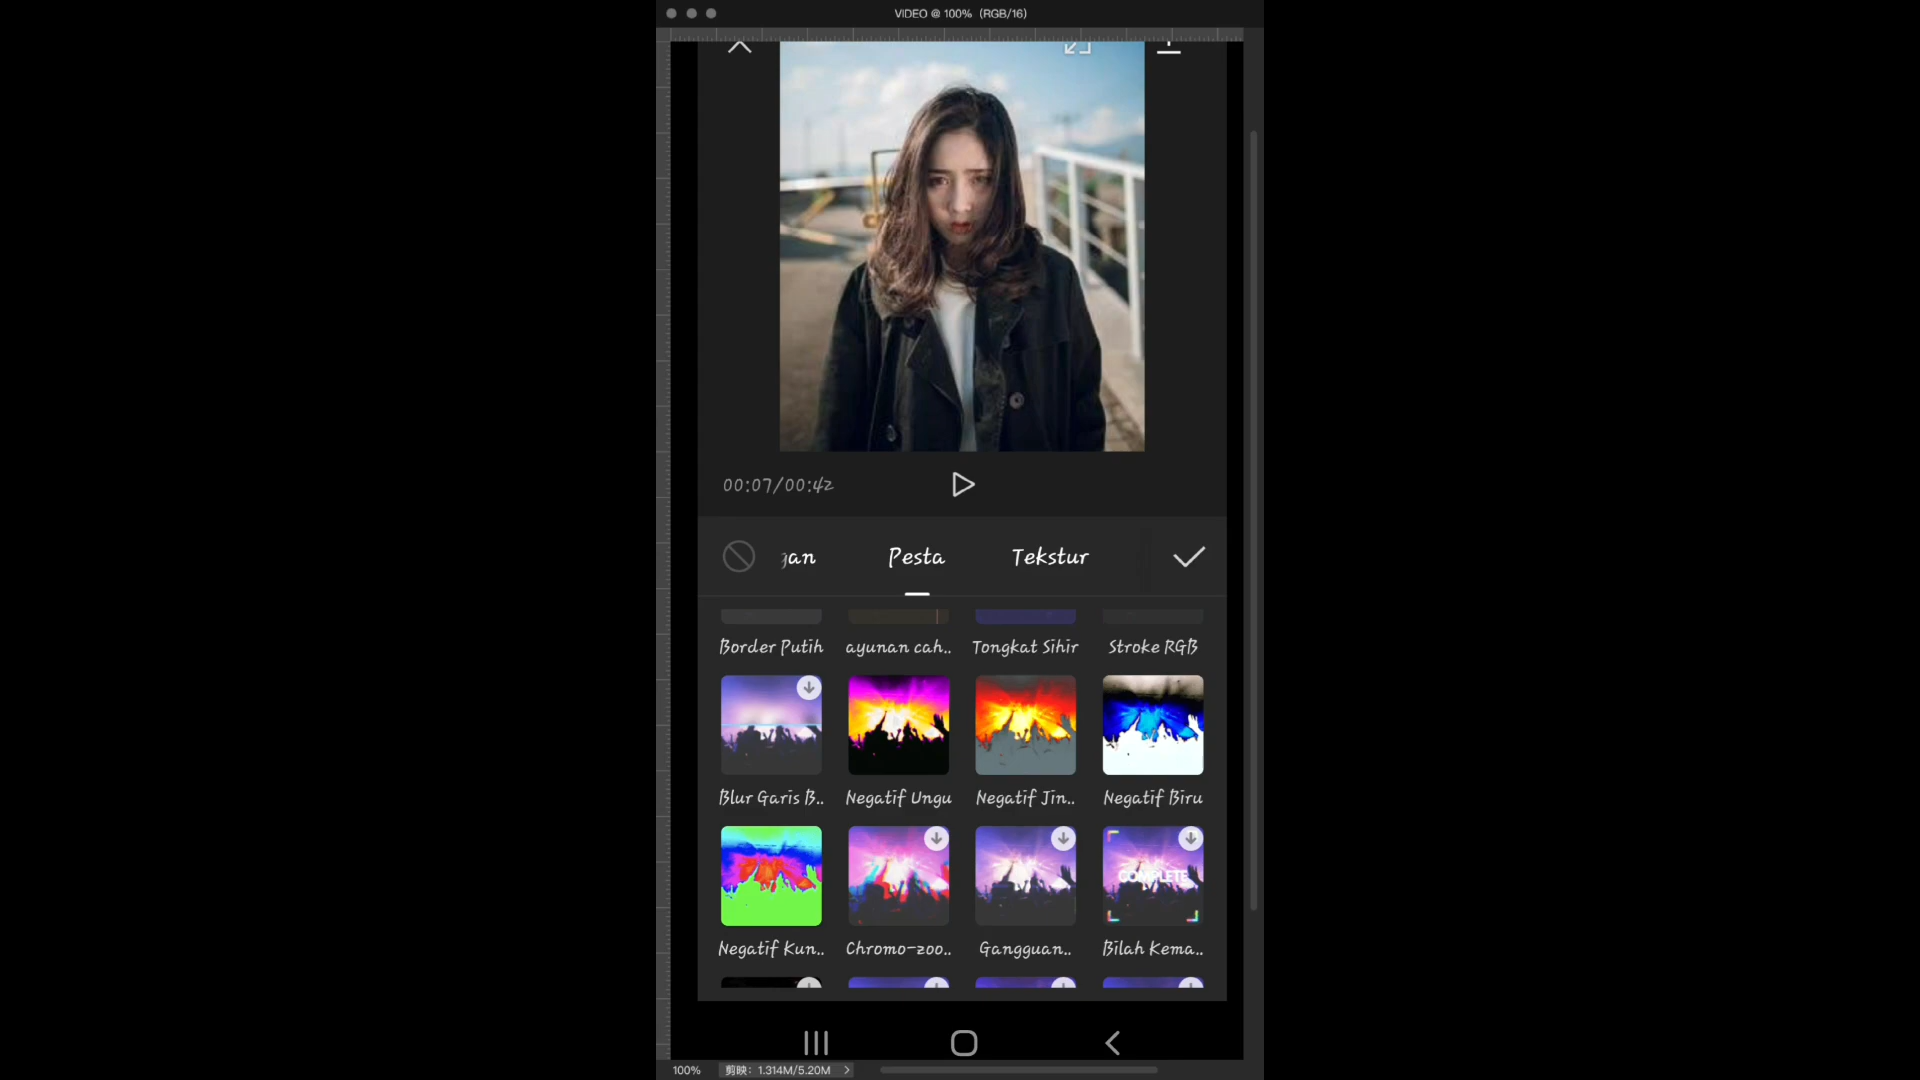 VIDEO @ 100% (RGB/16)
00:07/00:42
gan Pesta Tekstur
Border Putih ayunan cah.. Tongkat Sihir Stroke RGB
Blur Garis B.. Negatif Ungu Negatif Jin.. Negatif Biru
COMPLETE
Negatif Kun.. Chromo-zoo.. Gangguan.. Bilah Kema..
100% 剪映: 1.314M/5.20M